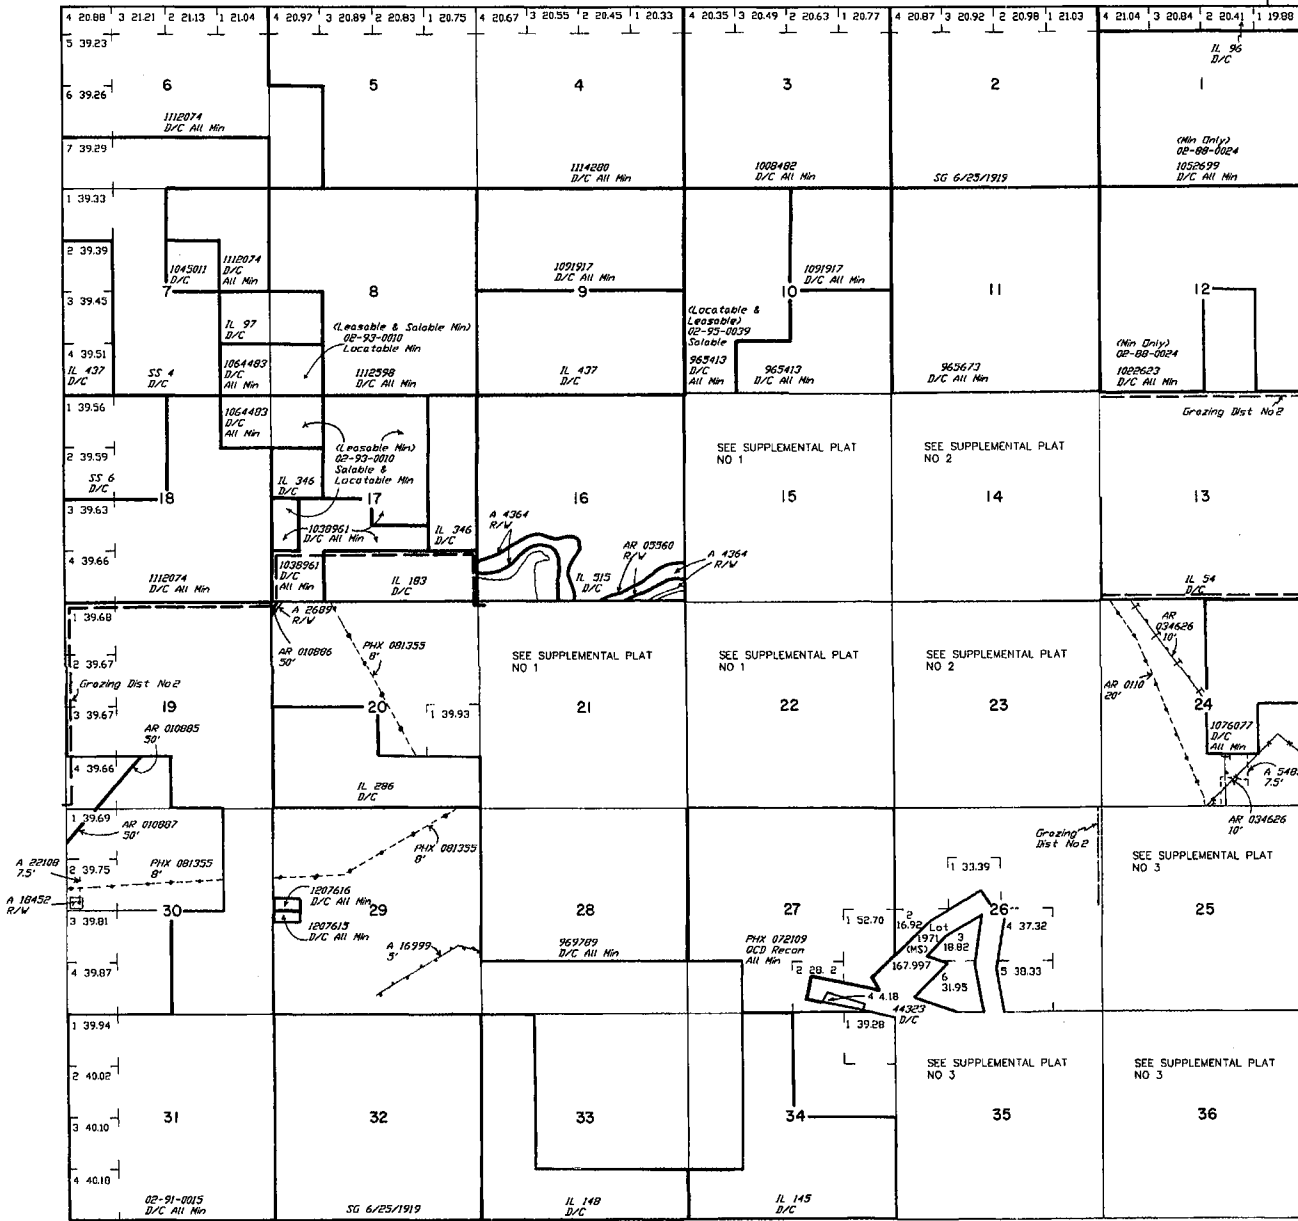 4 20.88 3 21.21 2 21.13 1 21.04 4 20.97 3 20.89 2 20.83 1 20.75 4 20.67 3 20.55 2 20.45 1 20.33 4 20.35 3 20.49 2 20.63 1 20.77 4 20.87 3 20.92 2 20.98 1 21.03 4 21.04 3 20.84 2 20.41 1 19.88
5 39.23
IL 96
D/C
6 5 4 3 2 1
6 39.26
1112074
D/C All Min
7 39.29
1114280
D/C All Min
1008482
D/C All Min
SG 6/25/1919
(Min Only)
02-88-0024
1052699
D/C All Min
1 39.33
2 39.39
1045011
D/C
1112074
D/C
All Min
1091917
D/C All Min
1091917
D/C All Min
7 8 9 10 11 12
3 39.45
IL 97
D/C
(Leasable & Salable Min)
02-93-0010
Locatable Min
(Locatable &
Leasable)
02-95-0039
Salable
4 39.51
IL 437
D/C
SS 4
D/C
1064483
D/C
All Min
1112598
D/C All Min
IL 437
D/C
965413
D/C
All Min
965413
D/C All Min
965673
D/C All Min
(Min Only)
02-88-0024
1022623
D/C All Min
1 39.56
1064483
D/C
All Min
Grazing Dist No2
2 39.59
(Leasable Min)
02-93-0010
Salable &
Locatable Min
SEE SUPPLEMENTAL PLAT
NO 1
SEE SUPPLEMENTAL PLAT
NO 2
SS 6
D/C
IL 346
D/C
18 17 16 15 14 13
3 39.63
1038961
D/C All Min
IL 346
D/C
A 4364
R/W
AR 05560
R/W
A 4364
R/W
4 39.66
1112074
D/C All Min
1038961
D/C
All Min
IL 183
D/C
IL 515
D/C
IL 54
D/C
1 39.68
A 2689
R/W
AR 010886
50'
PHX 081355
8'
SEE SUPPLEMENTAL PLAT
NO 1
SEE SUPPLEMENTAL PLAT
NO 1
SEE SUPPLEMENTAL PLAT
NO 2
AR
034626
10'
2 39.67
Grazing Dist No2
AR 0110
20'
3 39.67
19 20 21 22 23 24
1 39.93
AR 010885
50'
1076077
D/C
All Min
4 39.66
IL 286
D/C
7.5'
1 39.69
AR 010887
50'
AR 034626
10'
PHX 081355
8'
Grazing
Dist No2
SEE SUPPLEMENTAL PLAT
NO 3
A 22108
7.5'
2 39.75
PHX 081355
8'
1 33.39
A 18452
R/W
1207616
D/C All Min
3 39.81
30 29 28 27 26 25
1207615
D/C All Min
1 52.70
2
16.92
Lot
1971
(MS)
3
18.82
4 37.32
A 16999
5'
969789
D/C All Min
PHX 072109
QCD Recon
All Min
4 39.87
2 28. 2
167.997
6
31.95
5 38.33
4 4.18
44323
D/C
1 39.94
1 39.28
2 40.02
SEE SUPPLEMENTAL PLAT
NO 3
SEE SUPPLEMENTAL PLAT
NO 3
3 40.10
31 32 33 34 35 36
4 40.18
02-91-0015
D/C All Min
SG 6/25/1919
IL 148
D/C
IL 145
D/C